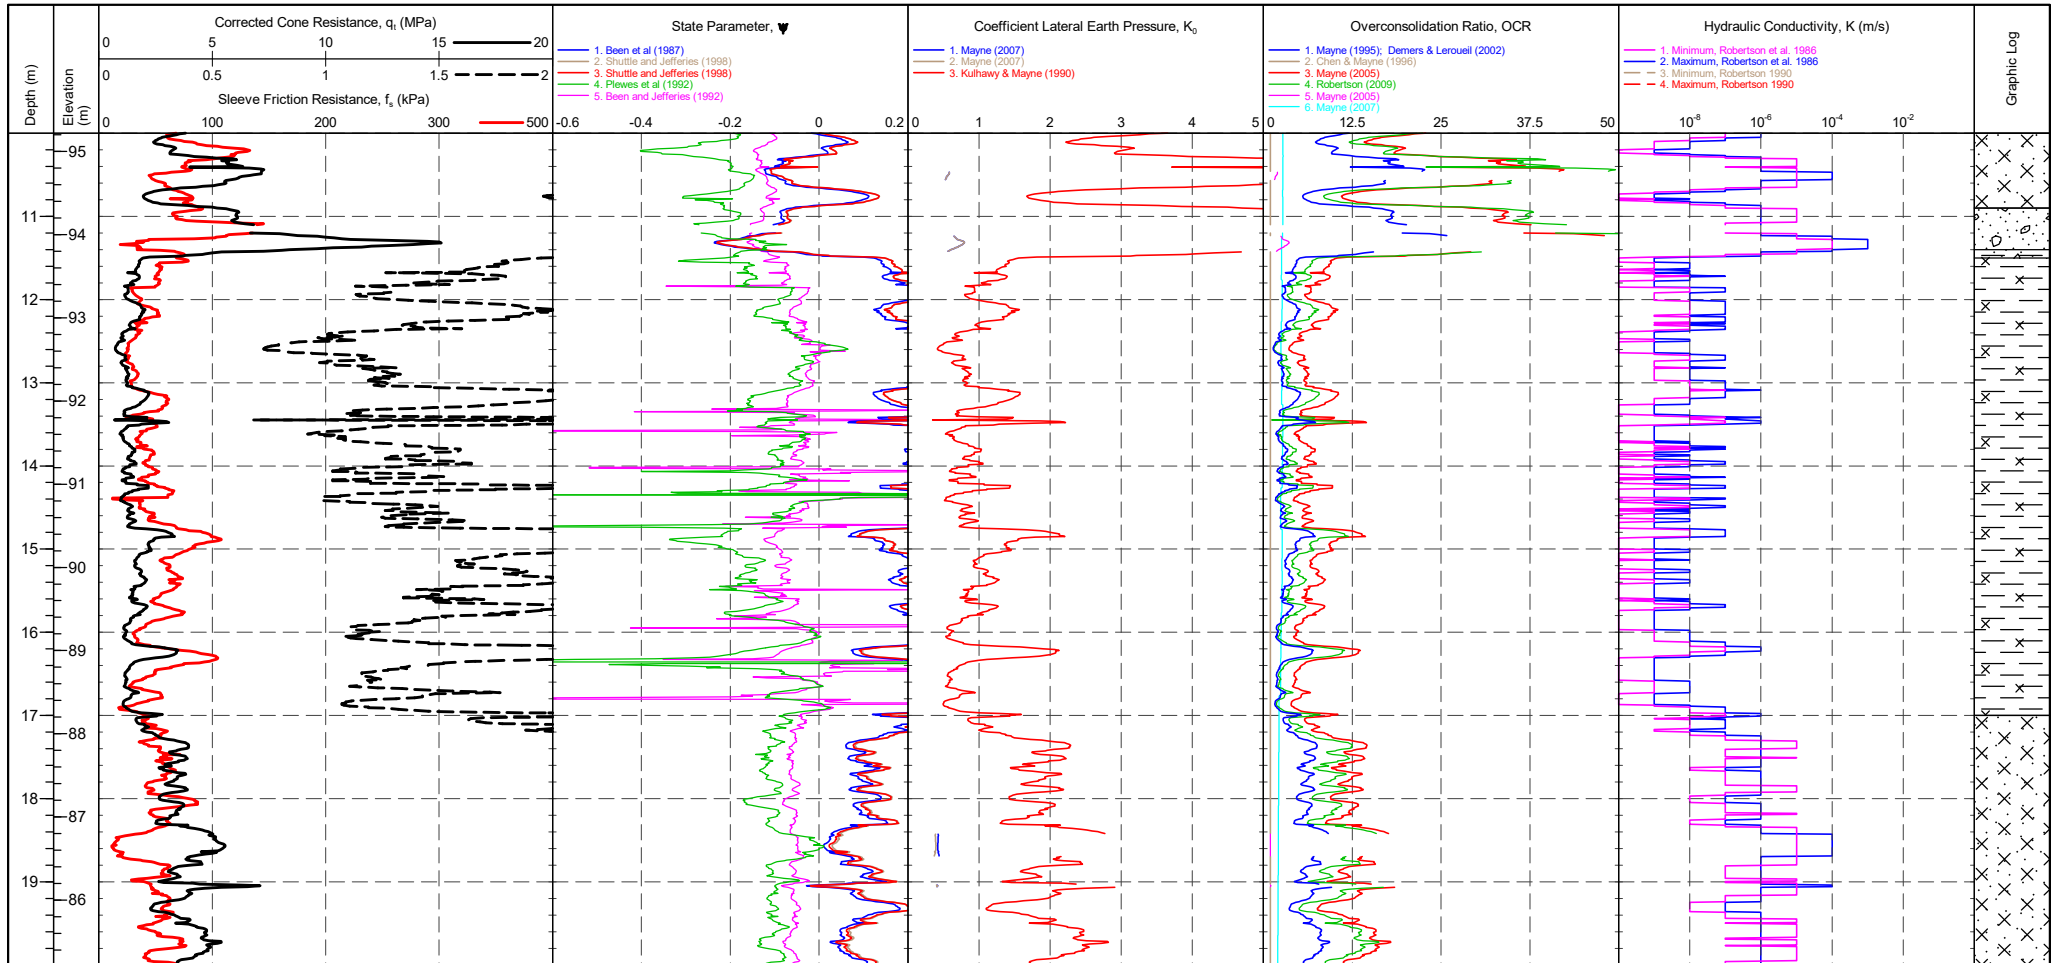 Depth (m)
Elevation (m)
Corrected Cone Resistance, qt (MPa)
0 5 10 15 20
0 0.5 1 1.5 2
Sleeve Friction Resistance, fs (kPa)
0 100 200 300 500
State Parameter, ψ
1. Been et al (1987)
2. Shuttle and Jefferies (1998)
3. Shuttle and Jefferies (1998)
4. Plewes et al (1992)
5. Been and Jefferies (1992)
-0.6 -0.4 -0.2 0 0.2
Coefficient Lateral Earth Pressure, K0
1. Mayne (2007)
2. Mayne (2007)
3. Kulhawy & Mayne (1990)
0 1 2 3 4 5
Overconsolidation Ratio, OCR
1. Mayne (1995); Demers & Leroueil (2002)
2. Chen & Mayne (1996)
3. Mayne (2005)
4. Robertson (2009)
5. Mayne (2005)
6. Mayne (2007)
0 12.5 25 37.5 50
Hydraulic Conductivity, K (m/s)
1. Minimum, Robertson et al. 1986
2. Maximum, Robertson et al. 1986
3. Minimum, Robertson 1990
4. Maximum, Robertson 1990
10-8 10-6 10-4 10-2
Graphic Log
95
11
94
12
93
13
92
14
91
15
90
16
89
17
88
18
87
19
86